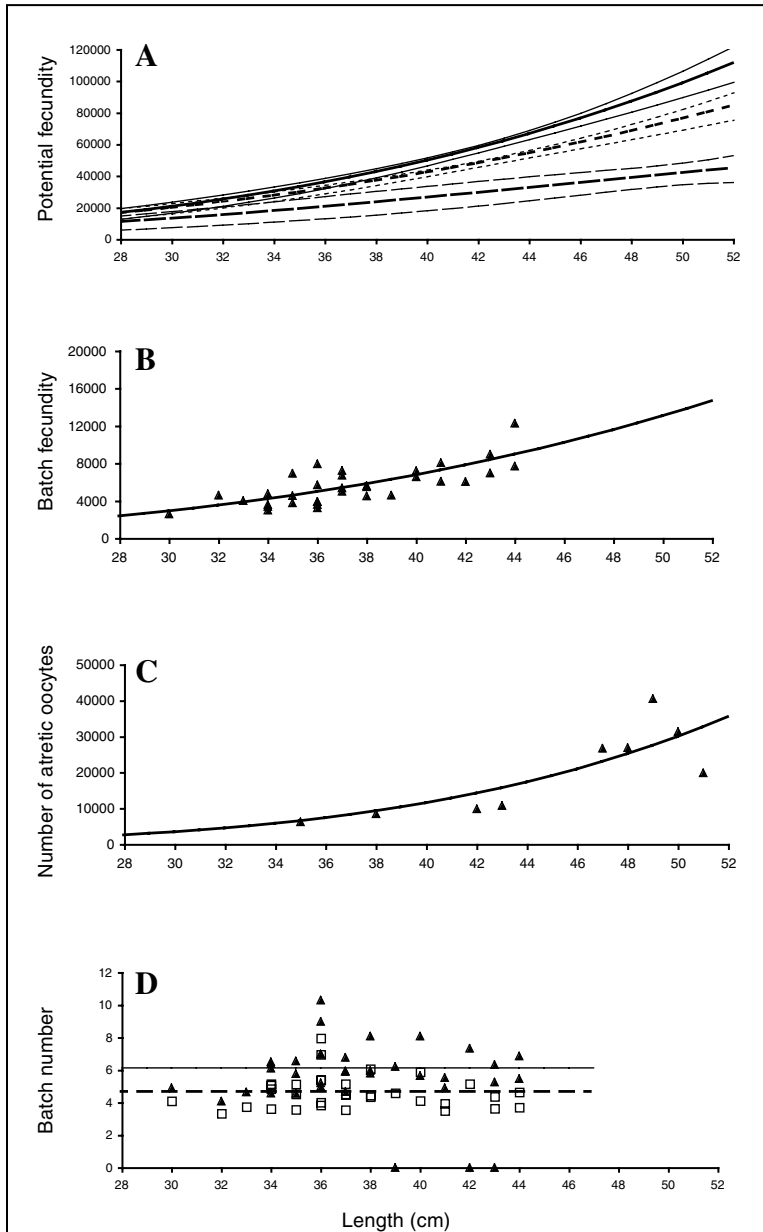 A
Potential fecundity
120000
100000
80000
60000
40000
20000
0
28 30 32 34 36 38 40 42 44 46 48 50 52
B
Batch fecundity
20000
16000
12000
8000
4000
0
28 30 32 34 36 38 40 42 44 46 48 50 52
C
Number of atretic oocytes
50000
40000
30000
20000
10000
0
28 30 32 34 36 38 40 42 44 46 48 50 52
D
Batch number
12
10
8
6
4
2
0
28 30 32 34 36 38 40 42 44 46 48 50 52
Length (cm)